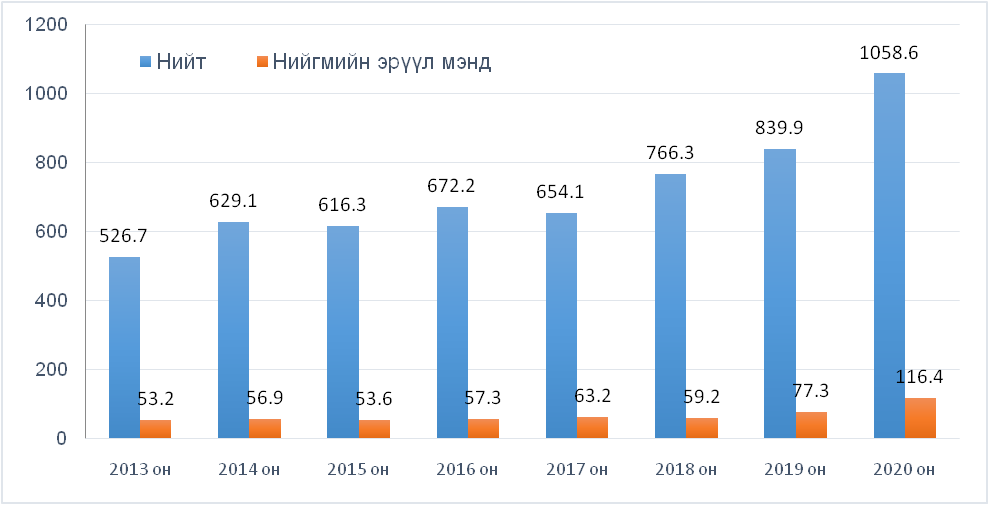 1200
1000
800
600
400
200
0
Нийт Нийгмийн эрүүл мэнд
526.7 629.1 616.3 672.2 654.1 766.3 839.9 1058.6
53.2 56.9 53.6 57.3 63.2 59.2 77.3 116.4
2013 он 2014 он 2015 он 2016 он 2017 он 2018 он 2019 он 2020 он